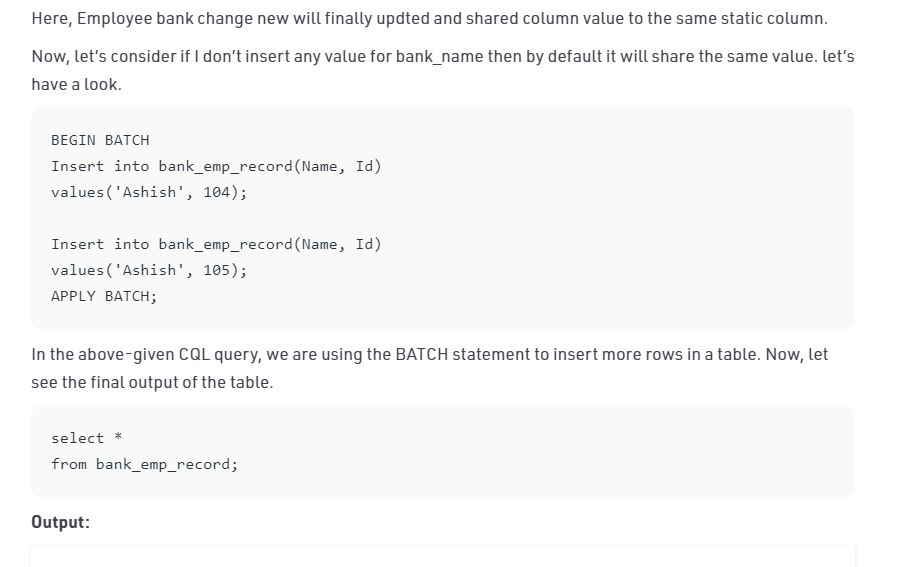 Here, Employee bank change new will finally updted and shared column value to the same static column.
Now, let’s consider if I don’t insert any value for bank_name then by default it will share the same value. let’s
have a look.
BEGIN BATCH
Insert into bank_emp_record(Name, Id)
values('Ashish', 104);
Insert into bank_emp_record(Name, Id)
values('Ashish', 105);
APPLY BATCH;
In the above-given CQL query, we are using the BATCH statement to insert more rows in a table. Now, let
see the final output of the table.
select *
from bank_emp_record;
Output: